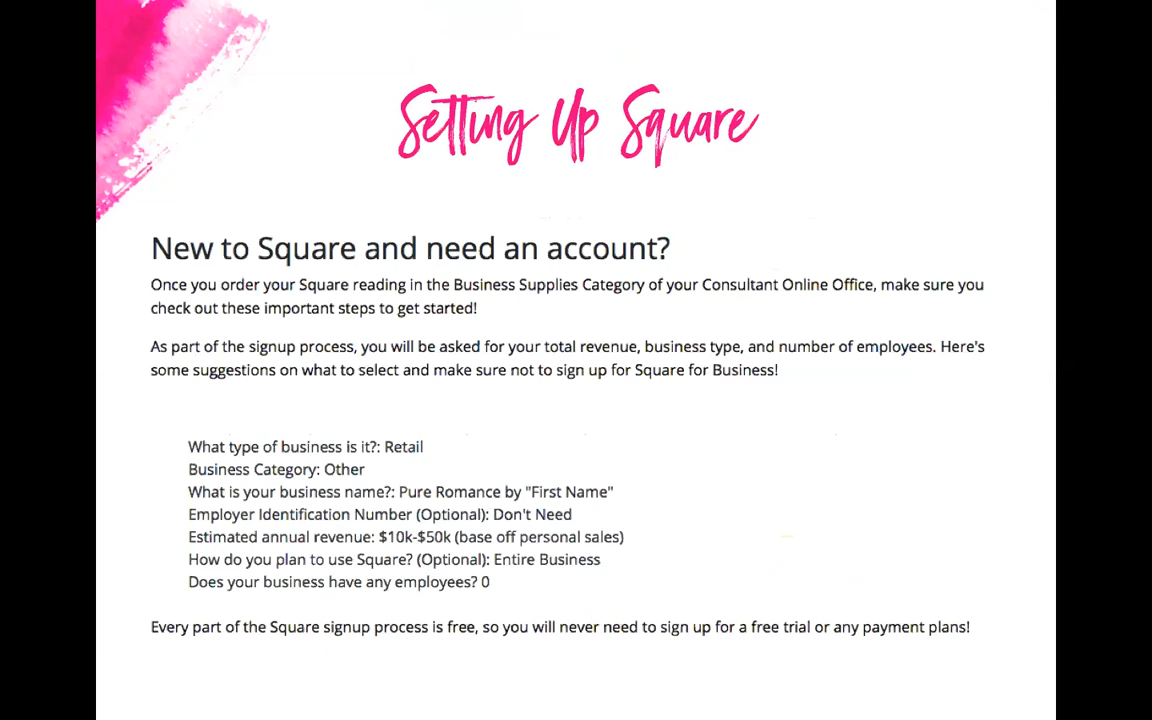 Setting Up Square
New to Square and need an account?
Once you order your Square reading in the Business Supplies Category of your Consultant Online Office, make sure you
check out these important steps to get started!
As part of the signup process, you will be asked for your total revenue, business type, and number of employees. Here's
some suggestions on what to select and make sure not to sign up for Square for Business!
What type of business is it?: Retail
Business Category: Other
What is your business name?: Pure Romance by "First Name"
Employer Identification Number (Optional): Don't Need
Estimated annual revenue: $10k-$50k (base off personal sales)
How do you plan to use Square? (Optional): Entire Business
Does your business have any employees? 0
Every part of the Square signup process is free, so you will never need to sign up for a free trial or any payment plans!